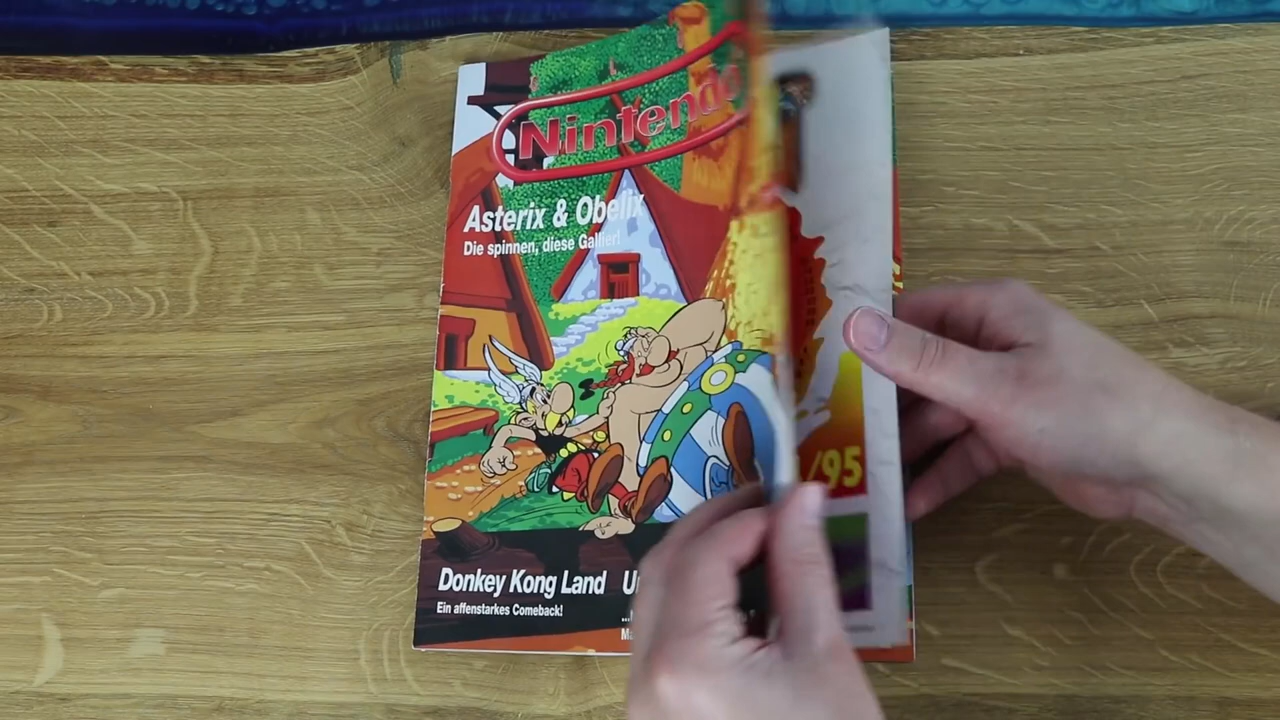 Nintendo
Asterix & Obelix
Die spinnen, diese Gallier!
/95
Donkey Kong Land
Ein affenstarkes Comeback!